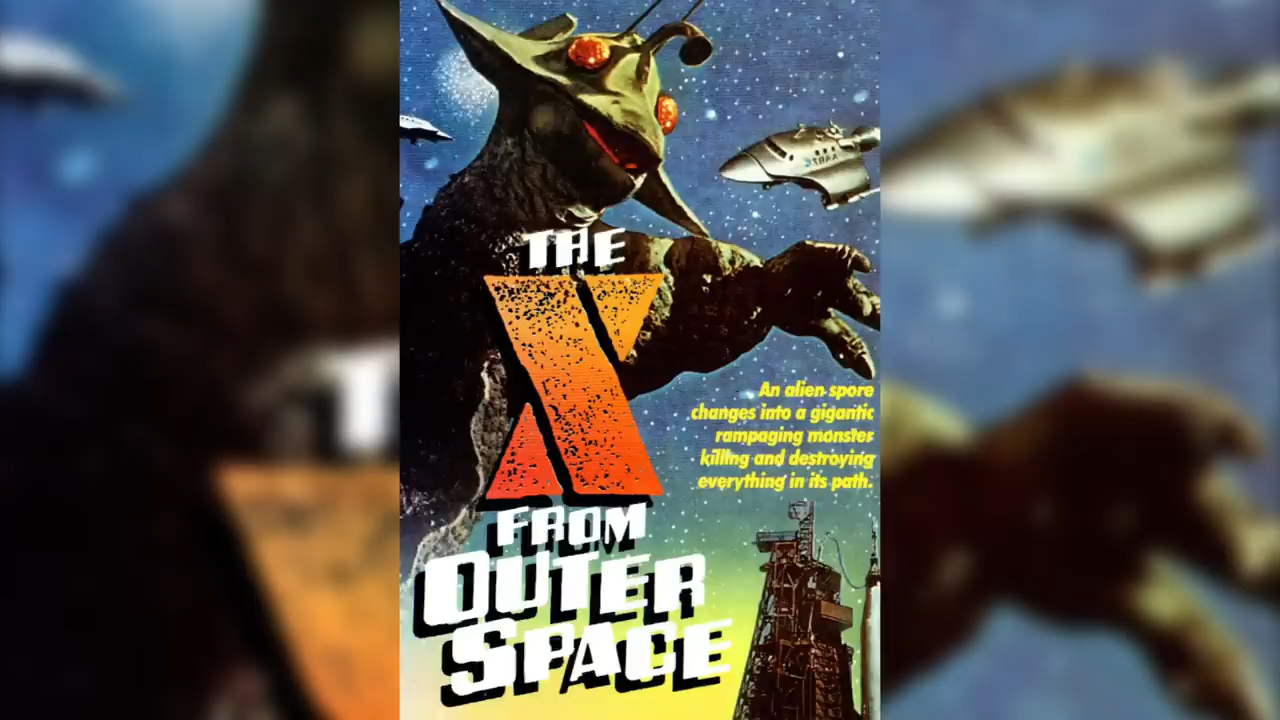 THE
X
FROM
OUTER
SPACE
An alien spore
changes into a gigantic
rampaging monster
killing and destroying
everything in its path.